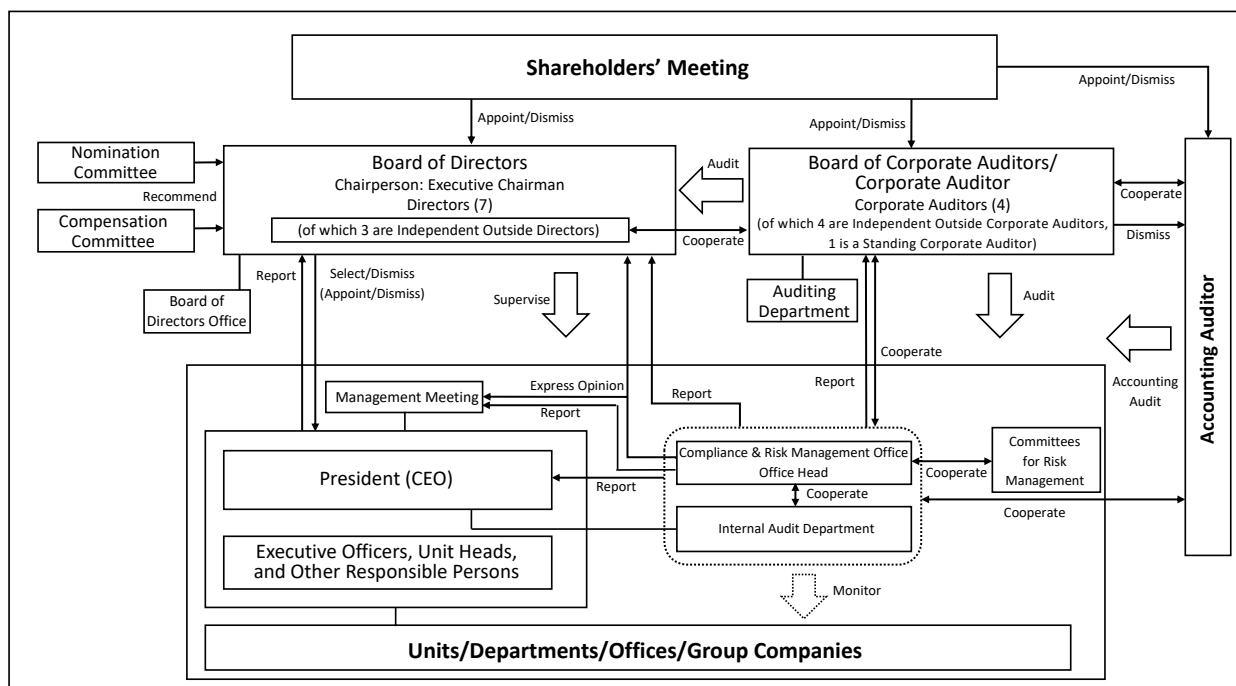 Shareholders’ Meeting
Appoint/Dismiss
Appoint/Dismiss
Appoint/Dismiss
Nomination
Committee
Recommend
Compensation
Committee
Board of Directors
Chairperson: Executive Chairman
Directors (7)
(of which 3 are Independent Outside Directors)
Audit
Cooperate
Board of Corporate Auditors/
Corporate Auditor
Corporate Auditors (4)
(of which 4 are Independent Outside Corporate Auditors,
1 is a Standing Corporate Auditor)
Cooperate
Dismiss
Accounting Auditor
Board of
Directors Office
Report
Select/Dismiss
(Appoint/Dismiss)
Supervise
Auditing
Department
Audit
Cooperate
Report
Accounting
Audit
Management Meeting
Express Opinion
Report
Report
President (CEO)
Report
Compliance & Risk Management Office
Office Head
Cooperate
Internal Audit Department
Cooperate
Committees
for Risk
Management
Cooperate
Executive Officers, Unit Heads,
and Other Responsible Persons
Monitor
Units/Departments/Offices/Group Companies